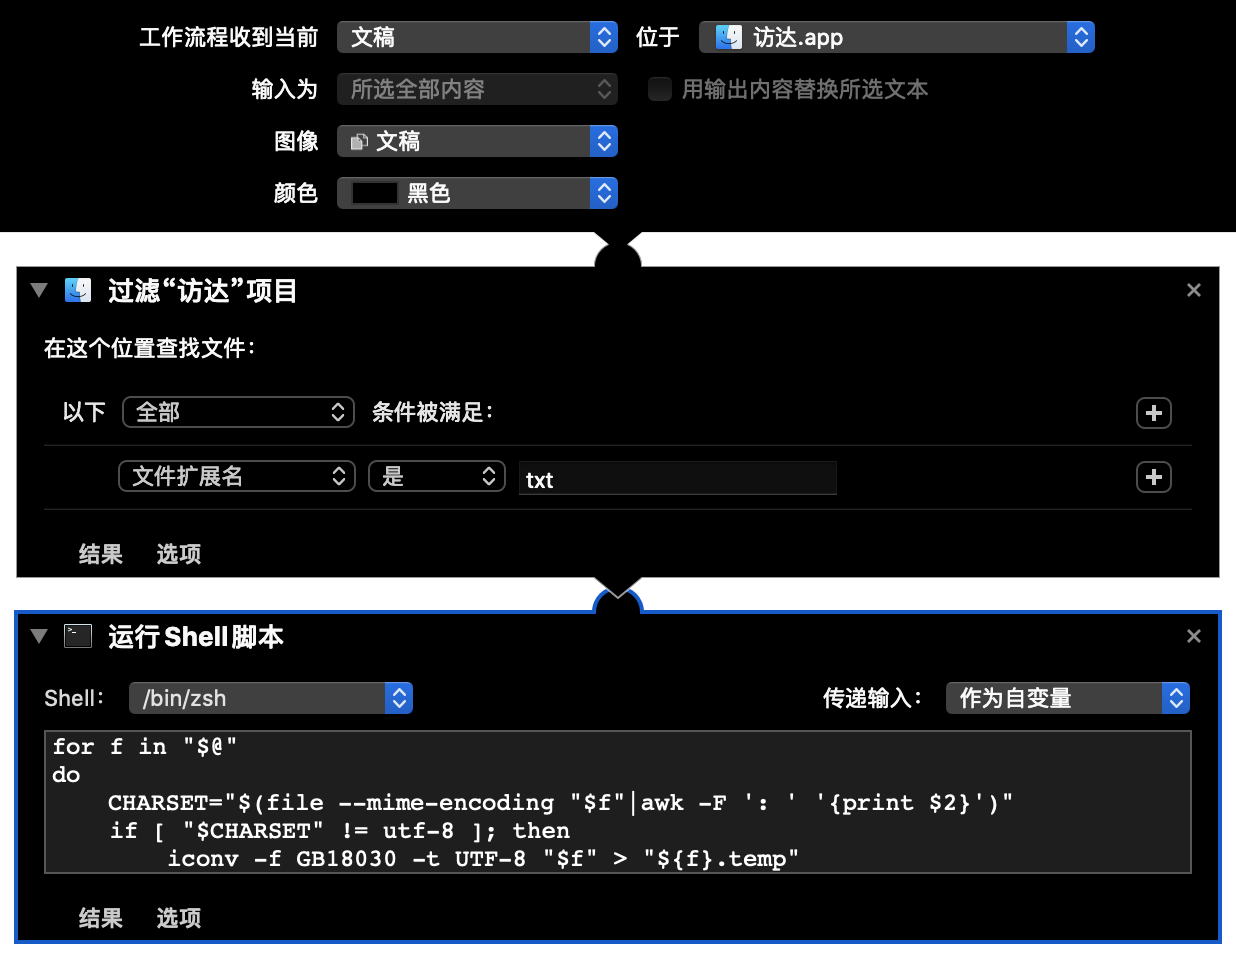 工作流程收到当前 文稿 位于 访达.app
输入为 所选全部内容 用输出内容替换所选文本
图像 文稿
颜色 黑色
过滤“访达”项目
在这个位置查找文件：
以下 全部 条件被满足：
文件扩展名 是 txt
结果 选项
运行 Shell 脚本
Shell： /bin/zsh 传递输入： 作为自变量
for f in "$@"
do
    CHARSET="$(file --mime-encoding "$f"|awk -F ': ' '{print $2}')"
    if [ "$CHARSET" != utf-8 ]; then
        iconv -f GB18030 -t UTF-8 "$f" > "${f}.temp"
结果 选项